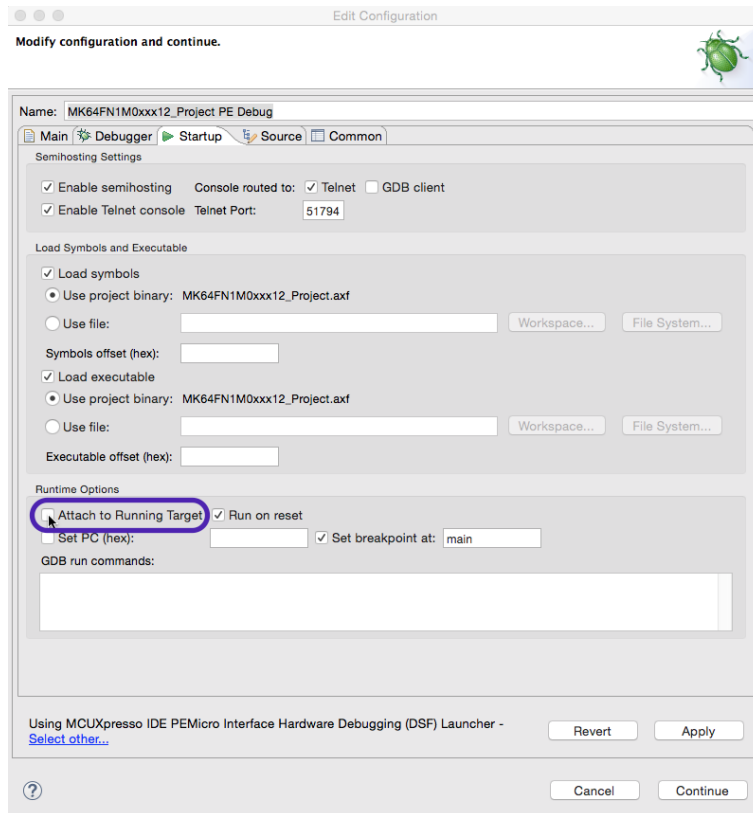 Edit Configuration
Modify configuration and continue.
Name: MK64FN1M0xxx12_Project PE Debug
Main Debugger Startup Source Common
Semihosting Settings
Enable semihosting Console routed to: Telnet GDB client
Enable Telnet console Telnet Port: 51794
Load Symbols and Executable
Load symbols
Use project binary: MK64FN1M0xxx12_Project.axf
Use file: Workspace... File System...
Symbols offset (hex):
Load executable
Use project binary: MK64FN1M0xxx12_Project.axf
Use file: Workspace... File System...
Executable offset (hex):
Runtime Options
Attach to Running Target Run on reset
Set PC (hex): Set breakpoint at: main
GDB run commands:
Using MCUXpresso IDE PEMicro Interface Hardware Debugging (DSF) Launcher -
Select other...
Revert Apply
? Cancel Continue